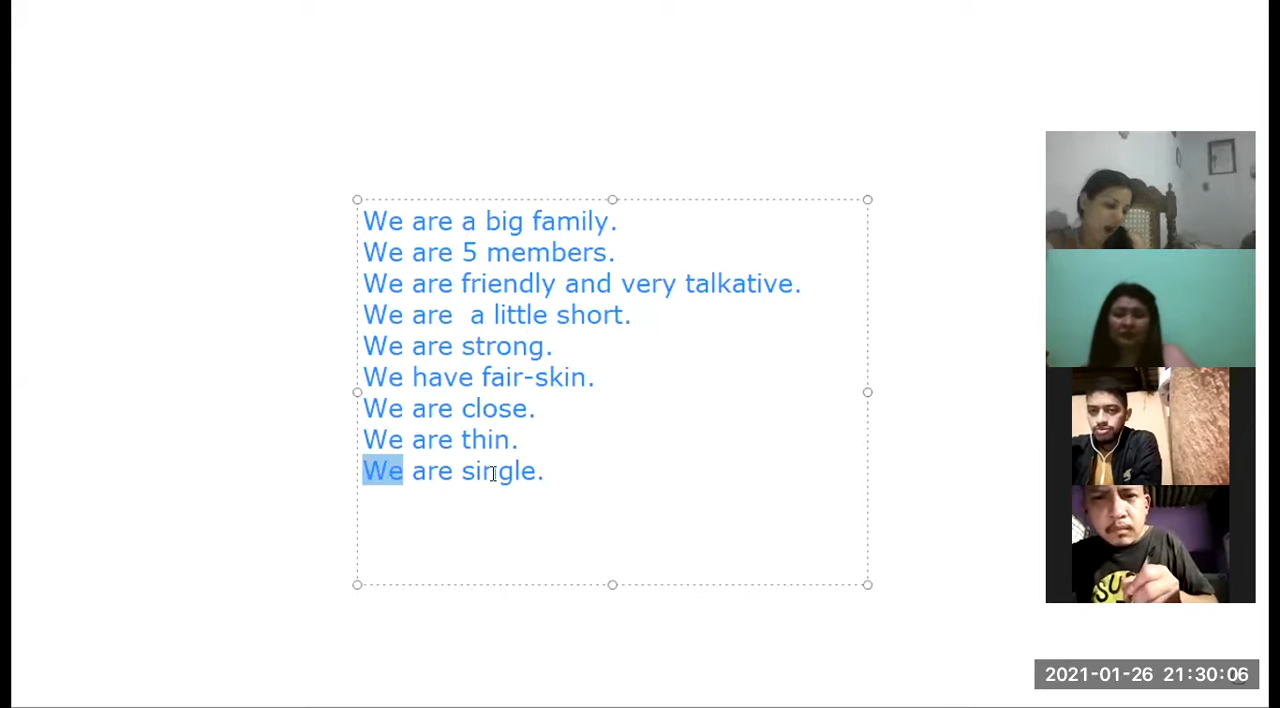 We are a big family.
We are 5 members.
We are friendly and very talkative.
We are  a little short.
We are strong.
We have fair-skin.
We are close.
We are thin.
We are single.
2021-01-26 21:30:06